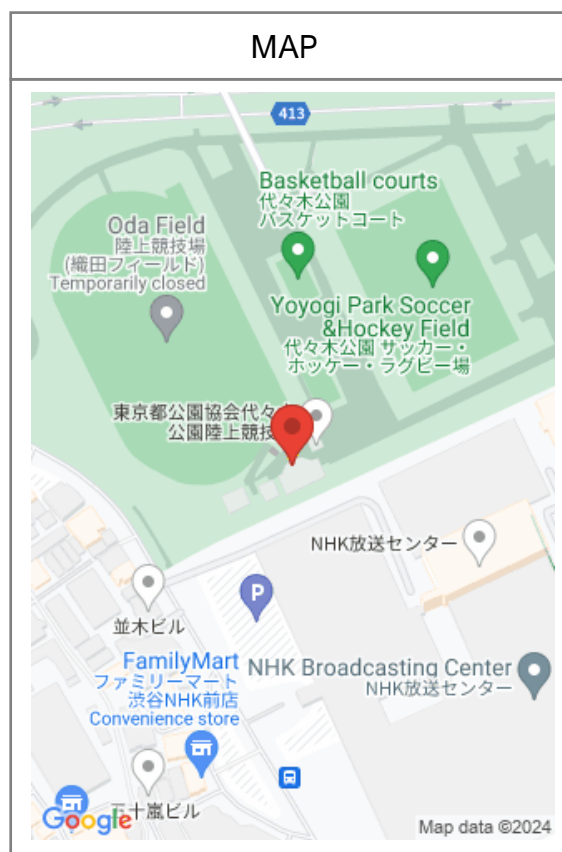 MAP
413
Basketball courts
代々木公園
バスケットコート
Oda Field
陸上競技場
(織田フィールド)
Temporarily closed
Yoyogi Park Soccer
&Hockey Field
代々木公園 サッカー・
ホッケー・ラグビー場
東京都公園協会代々
公園陸上競技
NHK放送センター
P
並木ビル
FamilyMart
ファミリーマート
渋谷NHK前店
Convenience store
NHK Broadcasting Center
NHK放送センター
十嵐ビル
Google
Map data ©2024